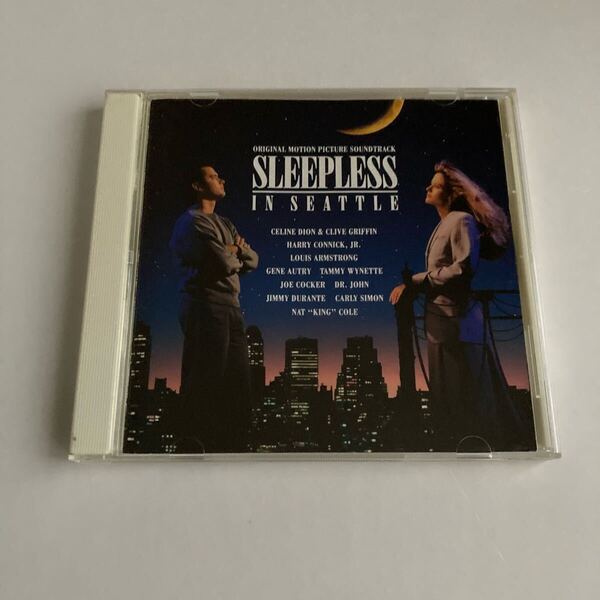 ORIGINAL MOTION PICTURE SOUNDTRACK
SLEEPLESS
IN SEATTLE
CELINE DION & CLIVE GRIFFIN
HARRY CONNICK, JR.
LOUIS ARMSTRONG
GENE AUTRY TAMMY WYNETTE
JOE COCKER DR. JOHN
JIMMY DURANTE CARLY SIMON
NAT "KING" COLE